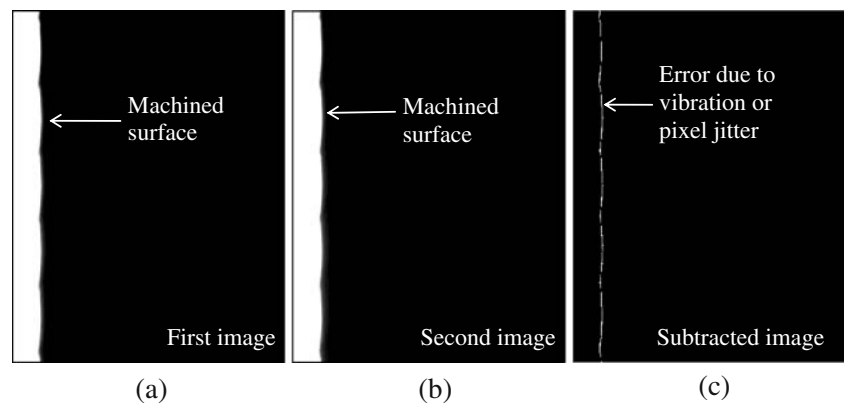 Machined
surface
First image
(a)
Machined
surface
Second image
(b)
Error due to
vibration or
pixel jitter
Subtracted image
(c)